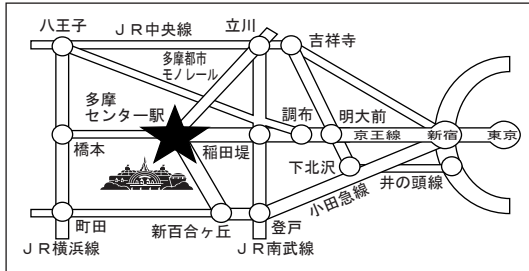 八王子
ＪＲ中央線
立川
吉祥寺
多摩都市
モノレール
多摩
センター駅
調布
明大前
京王線
新宿
東京
橋本
稲田堤
下北沢
井の頭線
小田急線
町田
新百合ヶ丘
登戸
ＪＲ横浜線
ＪＲ南武線